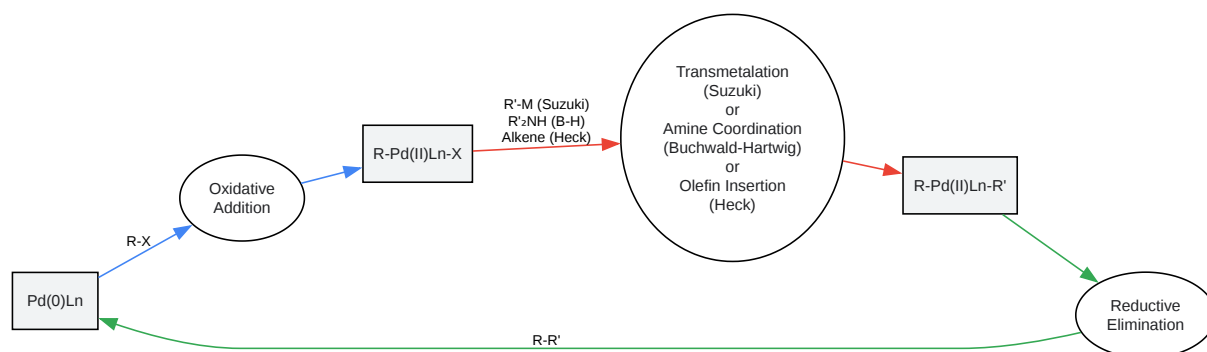 Pd(0)Ln
R-X
Oxidative
Addition
R-Pd(II)Ln-X
R'-M (Suzuki)
R'₂NH (B-H)
Alkene (Heck)
Transmetalation
(Suzuki)
or
Amine Coordination
(Buchwald-Hartwig)
or
Olefin Insertion
(Heck)
R-Pd(II)Ln-R'
Reductive
Elimination
R-R'